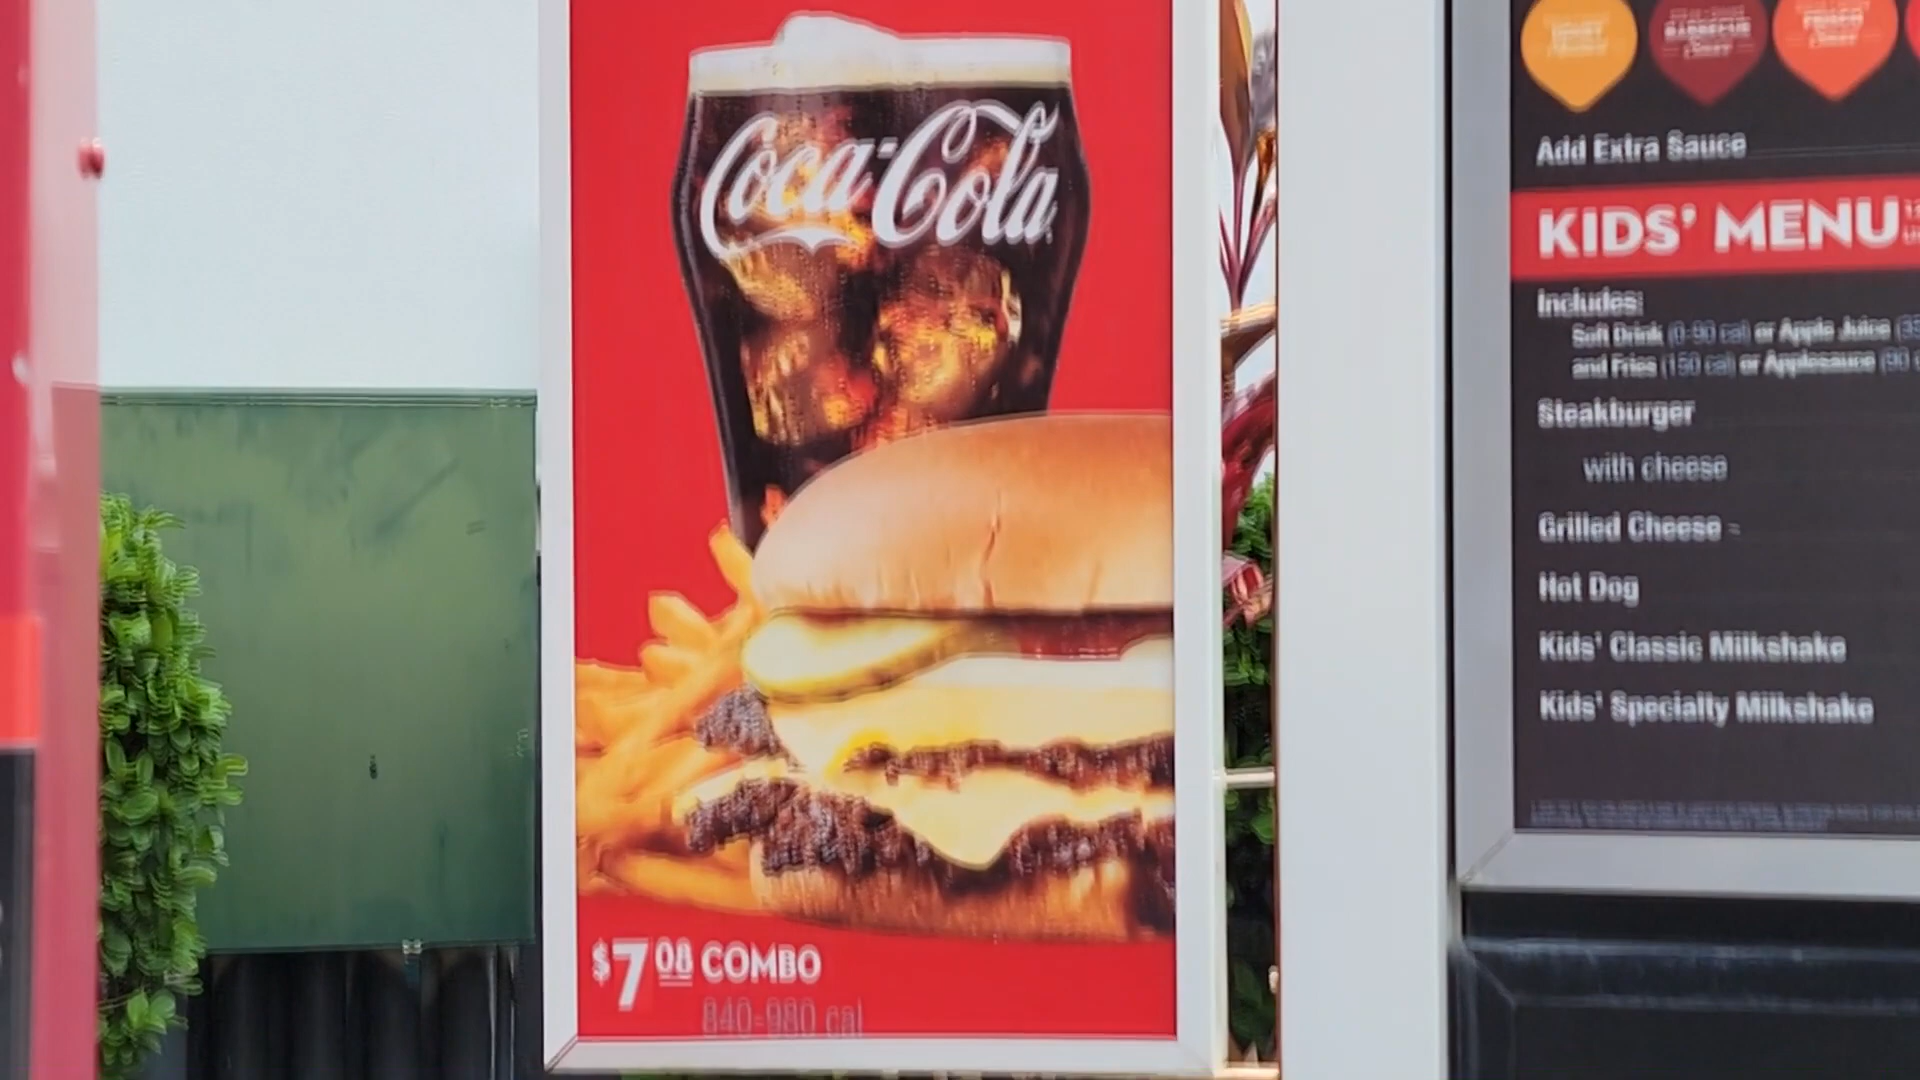 Coca-Cola
$7 08 COMBO
840-980 cal
BARBECUE
FRISCO
Add Extra Sauce
KIDS' MENU
Includes:
Soft Drink (0-90 cal) or Apple Juice
and Fries (150 cal) or Applesauce (90
Steakburger
with cheese
Grilled Cheese
Hot Dog
Kids' Classic Milkshake
Kids' Specialty Milkshake